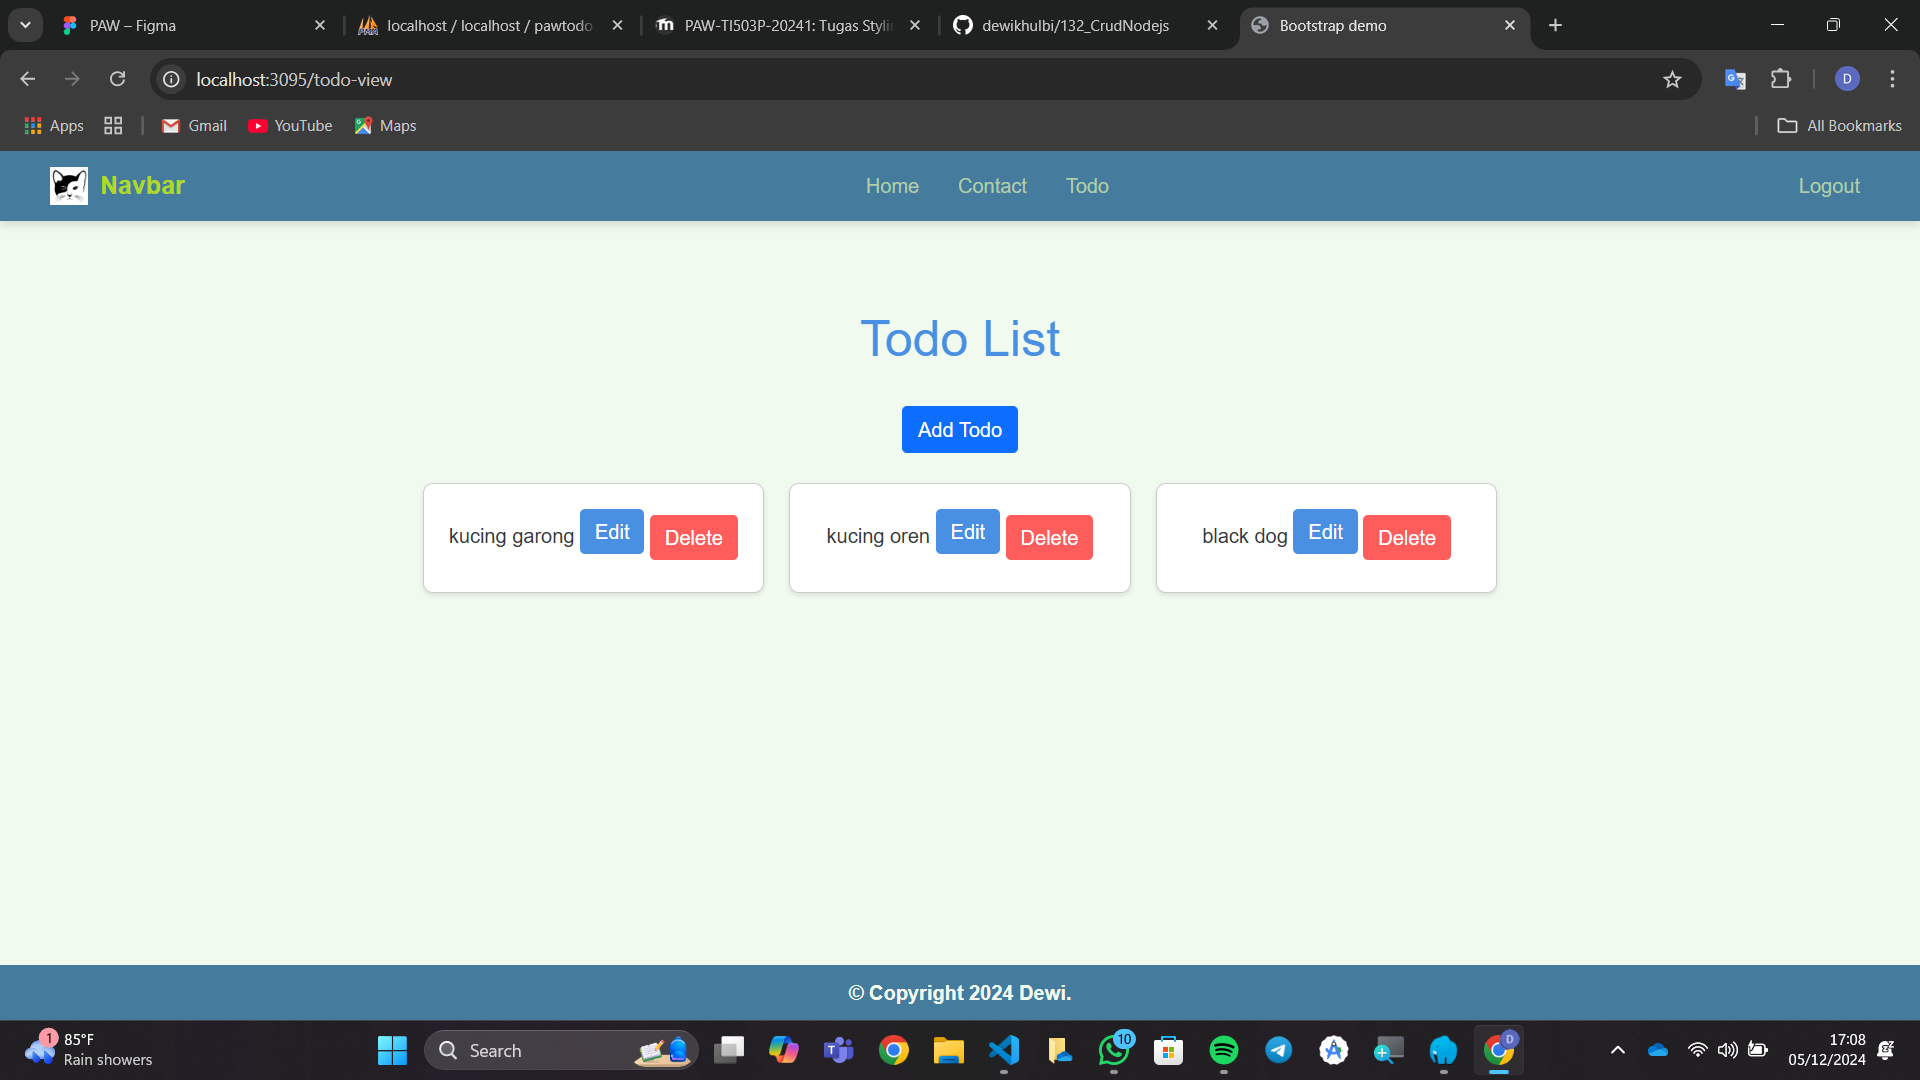 PAW – Figma
localhost / localhost / pawtodo
PAW-TI503P-20241: Tugas Styli
dewikhulbi/132_CrudNodejs
Bootstrap demo
localhost:3095/todo-view
D
Apps
Gmail
YouTube
Maps
All Bookmarks
Navbar
Home
Contact
Todo
Logout
Todo List
Add Todo
kucing garong Edit Delete
kucing oren Edit Delete
black dog Edit Delete
© Copyright 2024 Dewi.
1
85°F
Rain showers
Search
10
D
17:08
05/12/2024